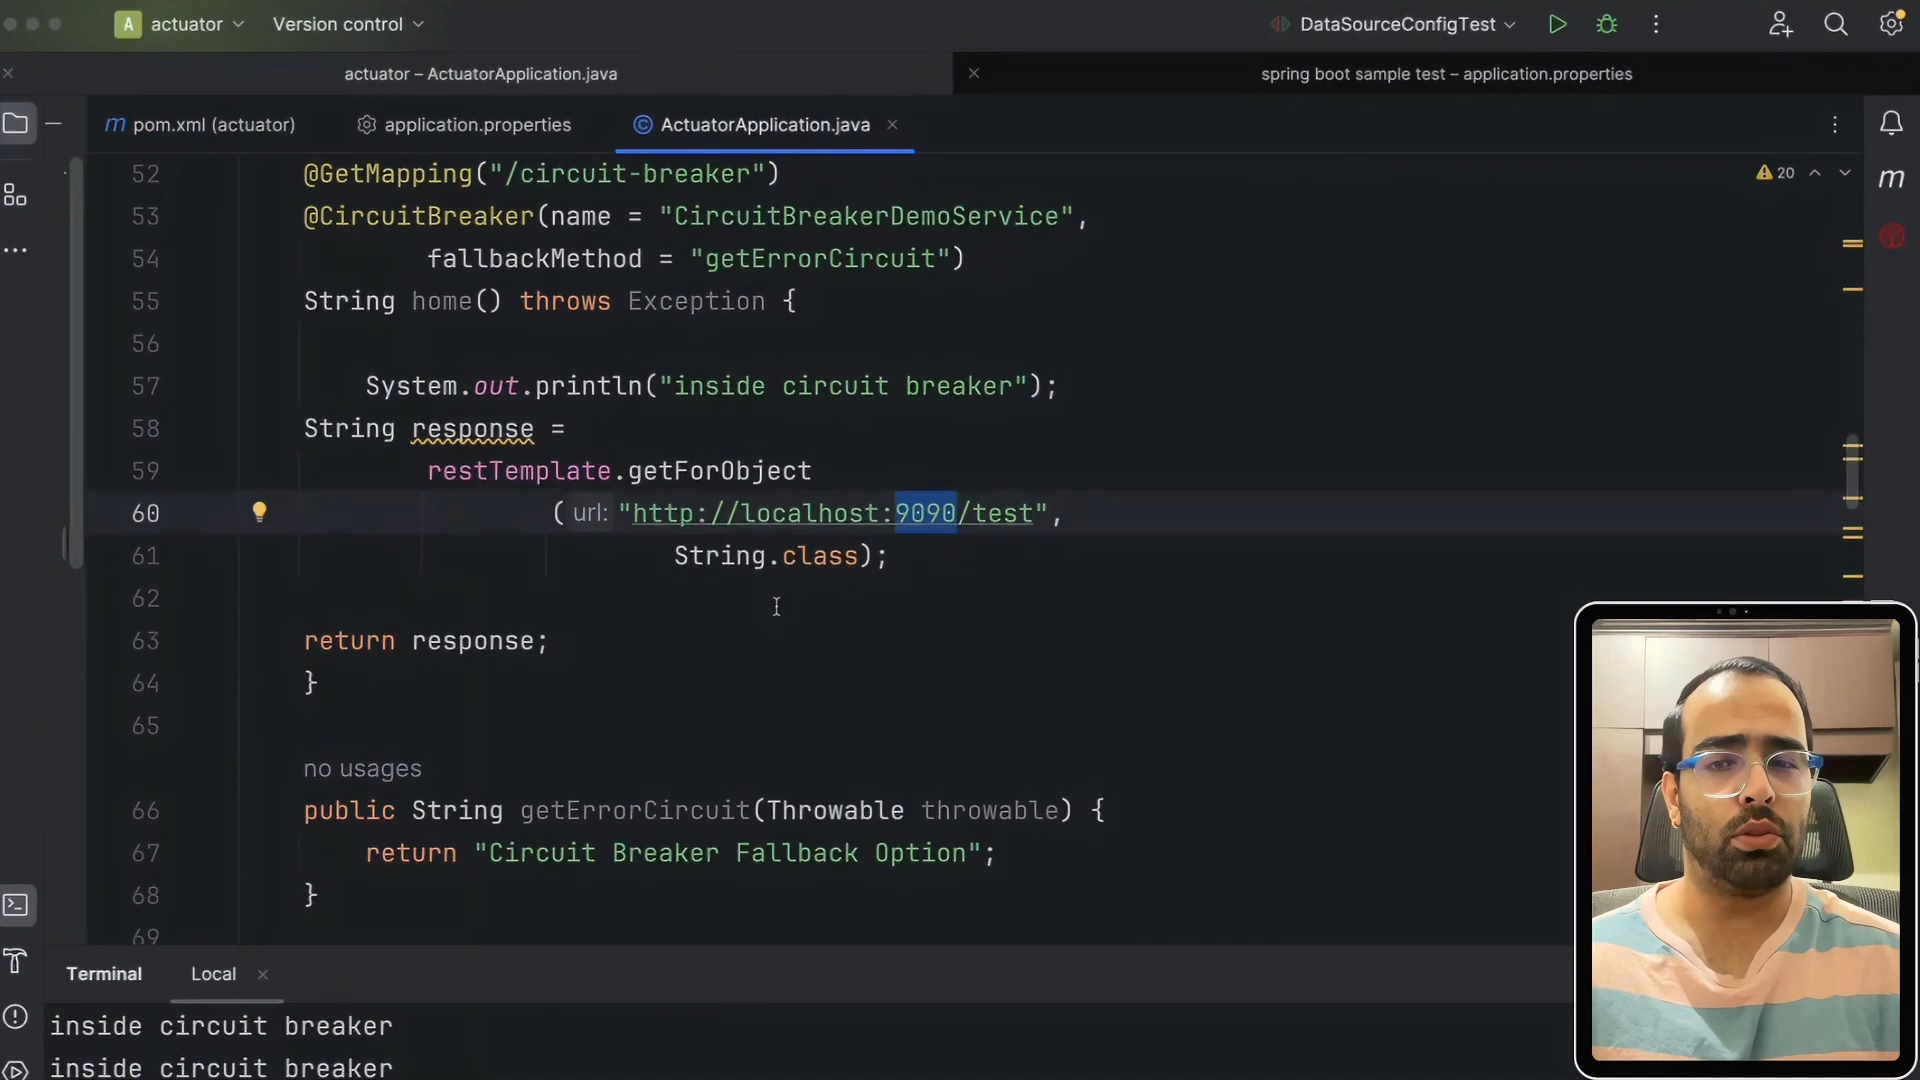 A actuator Version control DataSourceConfigTest
actuator – ActuatorApplication.java spring boot sample test – application.properties
m pom.xml (actuator) application.properties © ActuatorApplication.java
20
52 @GetMapping("/circuit-breaker")
53 @CircuitBreaker(name = "CircuitBreakerDemoService",
54 fallbackMethod = "getErrorCircuit")
55 String home() throws Exception {
56
57 System.out.println("inside circuit breaker");
58 String response =
59 restTemplate.getForObject
60 ( url: "http://localhost:9090/test",
61 String.class);
62
63 return response;
64 }
65
no usages
66 public String getErrorCircuit(Throwable throwable) {
67 return "Circuit Breaker Fallback Option";
68 }
69
m
Terminal Local
inside circuit breaker
inside circuit breaker